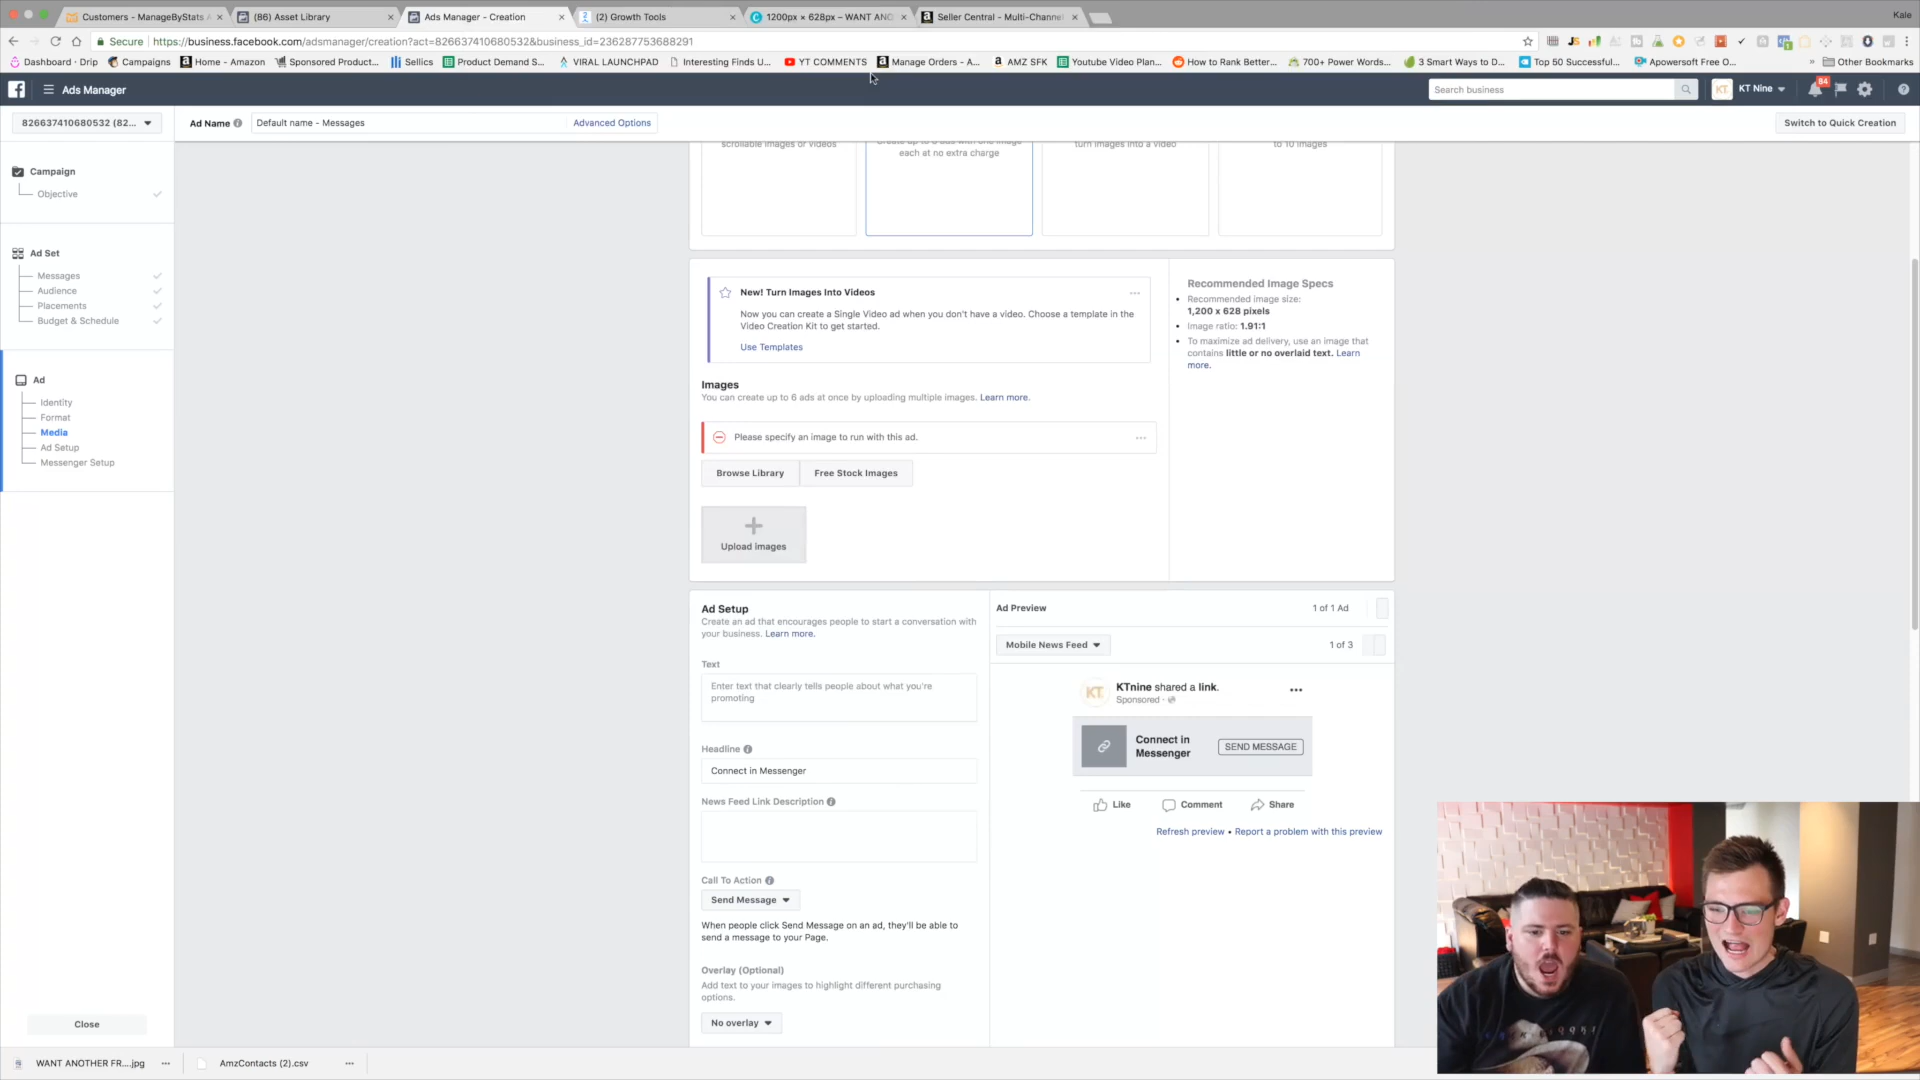 Customers - ManageByStats
(86) Asset Library
Ads Manager - Creation
(2) Growth Tools
1200px × 628px – WANT ANO
Seller Central - Multi-Channe
Kale
Secure
https://business.facebook.com/adsmanager/creation?act=826637410680532&business_id=236287753688291
Dashboard · Drip
Campaigns
Home - Amazon
Sponsored Product...
Sellics
Product Demand S...
VIRAL LAUNCHPAD
Interesting Finds U...
YT COMMENTS
Manage Orders - A...
AMZ SFK
Youtube Video Plan...
How to Rank Better...
700+ Power Words...
3 Smart Ways to D...
Top 50 Successful...
Apowersoft Free O...
»
Other Bookmarks
Ads Manager
Search business
KT Nine
84
826637410680532 (82...
Ad Name
Default name - Messages
Advanced Options
Switch to Quick Creation
Campaign
Objective
Ad Set
Messages
Audience
Placements
Budget & Schedule
Ad
Identity
Format
Media
Ad Setup
Messenger Setup
Close
scrollable images or videos
each at no extra charge
turn images into a video
to 10 images
New! Turn Images Into Videos
Now you can create a Single Video ad when you don't have a video. Choose a template in the
Video Creation Kit to get started.
Use Templates
Images
You can create up to 6 ads at once by uploading multiple images. Learn more.
Please specify an image to run with this ad.
Browse Library
Free Stock Images
Upload images
Recommended Image Specs
• Recommended image size:
1,200 x 628 pixels
• Image ratio: 1.91:1
• To maximize ad delivery, use an image that
contains little or no overlaid text. Learn
more.
Ad Setup
Create an ad that encourages people to start a conversation with
your business. Learn more.
Text
Enter text that clearly tells people about what you're
promoting
Headline
Connect in Messenger
News Feed Link Description
Call To Action
Send Message
When people click Send Message on an ad, they'll be able to
send a message to your Page.
Overlay (Optional)
Add text to your images to highlight different purchasing
options.
No overlay
Ad Preview
1 of 1 Ad
Mobile News Feed
1 of 3
KT
KTnine shared a link.
Sponsored ·
Connect in
Messenger
SEND MESSAGE
Like
Comment
Share
Refresh preview • Report a problem with this preview
WANT ANOTHER FR....jpg
AmzContacts (2).csv